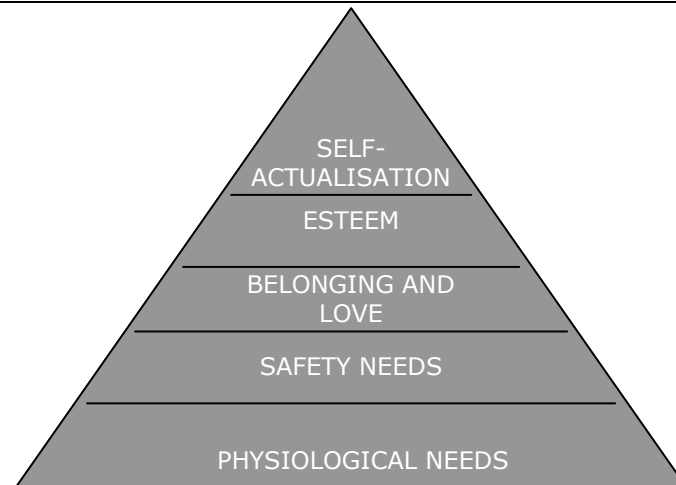 SELF-
ACTUALISATION
ESTEEM
BELONGING AND
LOVE
SAFETY NEEDS
PHYSIOLOGICAL NEEDS